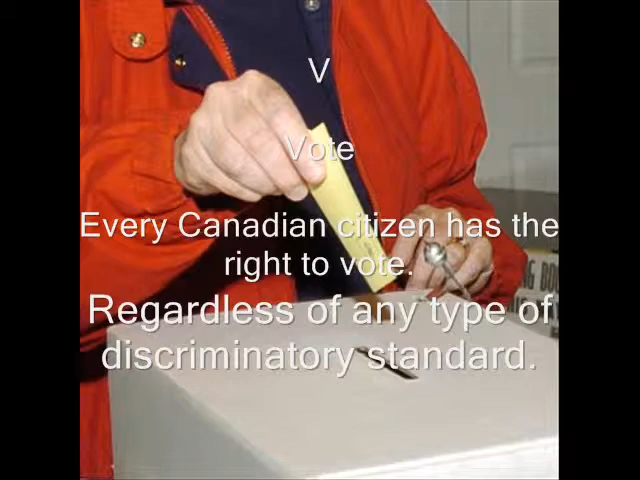 V
Vote
Every Canadian citizen has the
right to vote.
Regardless of any type of
discriminatory standard.